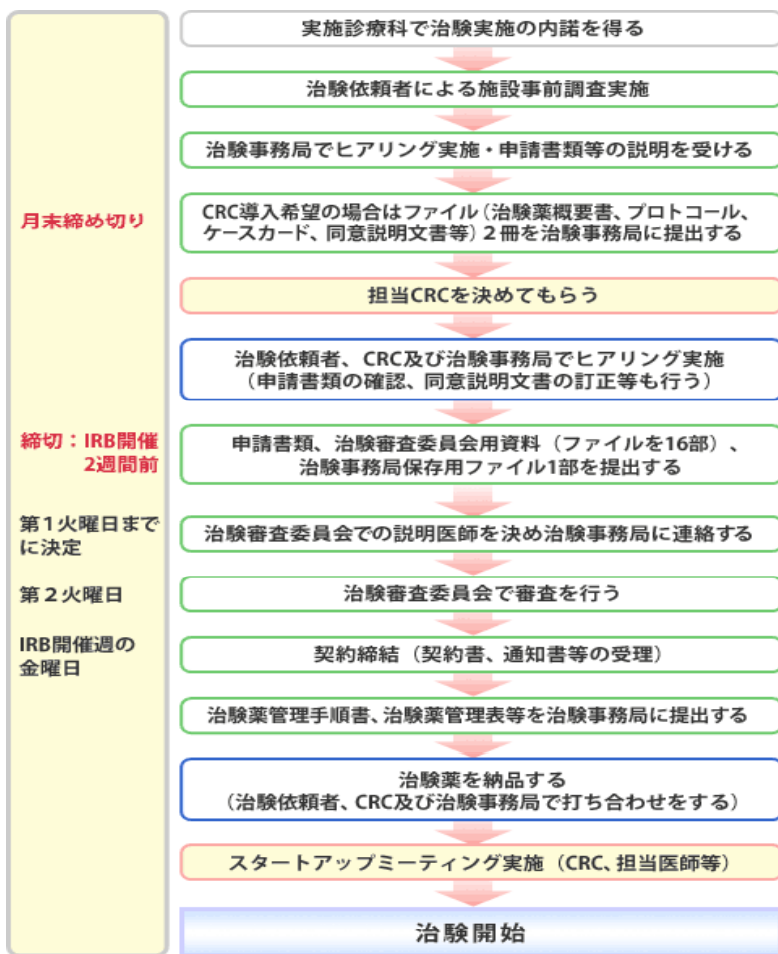 実施診療科で治験実施の内諾を得る
治験依頼者による施設事前調査実施
治験事務局でヒアリング実施・申請書類等の説明を受ける
月末締め切り
CRC導入希望の場合はファイル（治験薬概要書、プロトコール、
ケースカード、同意説明文書等）２冊を治験事務局に提出する
担当CRCを決めてもらう
治験依頼者、CRC及び治験事務局でヒアリング実施
（申請書類の確認、同意説明文書の訂正等も行う）
締切：IRB開催
2週間前
申請書類、治験審査委員会用資料（ファイルを16部）、
治験事務局保存用ファイル1部を提出する
第１火曜日まで
に決定
治験審査委員会での説明医師を決め治験事務局に連絡する
第２火曜日
治験審査委員会で審査を行う
IRB開催週の
金曜日
契約締結（契約書、通知書等の受理）
治験薬管理手順書、治験薬管理表等を治験事務局に提出する
治験薬を納品する
（治験依頼者、CRC及び治験事務局で打ち合わせをする）
スタートアップミーティング実施（CRC、担当医師等）
治験開始